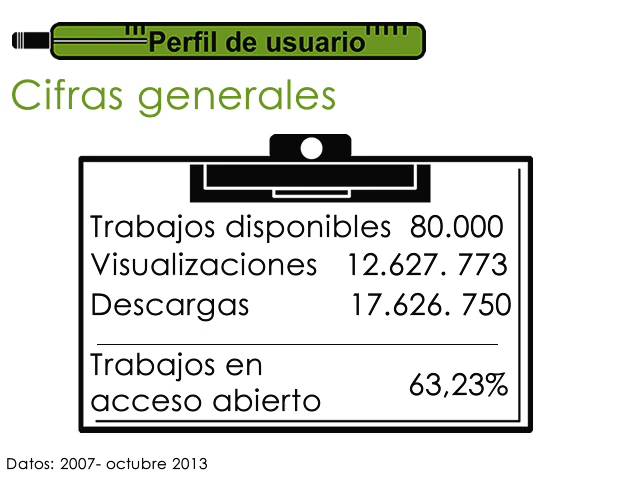 Perfil de usuario
Cifras generales
Trabajos disponibles 80.000
Visualizaciones 12.627. 773
Descargas 17.626. 750
Trabajos en
acceso abierto 63,23%
Datos: 2007- octubre 2013